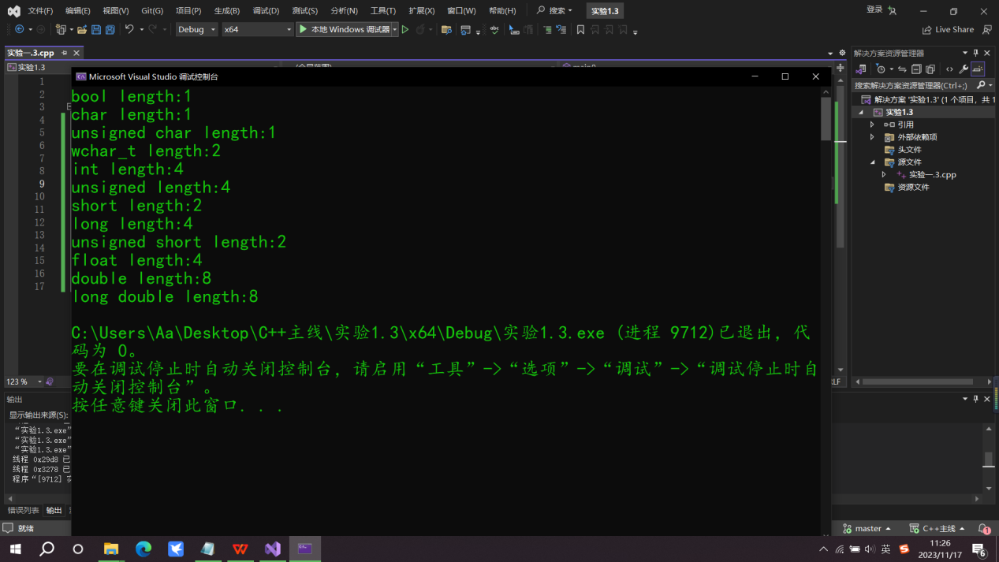 文件(F) 编辑(E) 视图(V) Git(G) 项目(P) 生成(B) 调试(D) 测试(S) 分析(N) 工具(T) 扩展(X) 窗口(W) 帮助(H) 搜索 实验1.3 登录
Debug x64 本地 Windows 调试器 Live Share
实验一.3.cpp
实验1.3
1
2
3
4
5
6
7
8
9
10
11
12
13
14
15
16
17
Microsoft Visual Studio 调试控制台
bool length:1
char length:1
unsigned char length:1
wchar_t length:2
int length:4
unsigned length:4
short length:2
long length:4
unsigned short length:2
float length:4
double length:8
long double length:8
C:\Users\Aa\Desktop\C++主线\实验1.3\x64\Debug\实验1.3.exe (进程 9712)已退出，代
码为 0。
要在调试停止时自动关闭控制台，请启用“工具”->“选项”->“调试”->“调试停止时自
动关闭控制台”。
按任意键关闭此窗口. . .
解决方案资源管理器
搜索解决方案资源管理器(Ctrl+;)
解决方案 '实验1.3' (1 个项目，共 1
实验1.3
引用
外部依赖项
头文件
源文件
实验一.3.cpp
资源文件
123 %
输出
显示输出来源(S):
“实验1.3.exe”
“实验1.3.exe”
“实验1.3.exe”
线程 0x29d8 已
线程 0x3278 已
程序“[9712] 实
错误列表 输出
就绪 master C++主线 1
英 11:26
2023/11/17 6